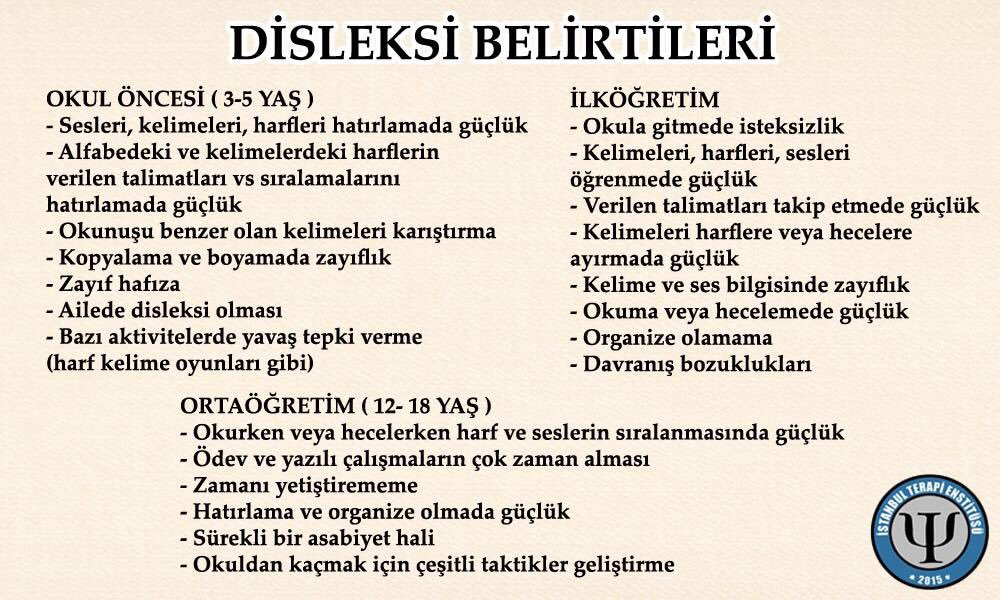 DİSLEKSİ BELİRTİLERİ
OKUL ÖNCESİ ( 3-5 YAŞ )
- Sesleri, kelimeleri, harfleri hatırlamada güçlük
- Alfabedeki ve kelimelerdeki harflerin
verilen talimatları vs sıralamalarını
hatırlamada güçlük
- Okunuşu benzer olan kelimeleri karıştırma
- Kopyalama ve boyamada zayıflık
- Zayıf hafıza
- Ailede disleksi olması
- Bazı aktivitelerde yavaş tepki verme
(harf kelime oyunları gibi)
İLKÖĞRETİM
- Okula gitmede isteksizlik
- Kelimeleri, harfleri, sesleri
öğrenmede güçlük
- Verilen talimatları takip etmede güçlük
- Kelimeleri harflere veya hecelere
ayırmada güçlük
- Kelime ve ses bilgisinde zayıflık
- Okuma veya hecelemede güçlük
- Organize olamama
- Davranış bozuklukları
ORTAÖĞRETİM ( 12- 18 YAŞ )
- Okurken veya hecelerken harf ve seslerin sıralanmasında güçlük
- Ödev ve yazılı çalışmaların çok zaman alması
- Zamanı yetiştirememe
- Hatırlama ve organize olmada güçlük
- Sürekli bir asabiyet hali
- Okuldan kaçmak için çeşitli taktikler geliştirme
İSTANBUL TERAPİ ENSTİTÜSÜ
Ψ
* 2015 *